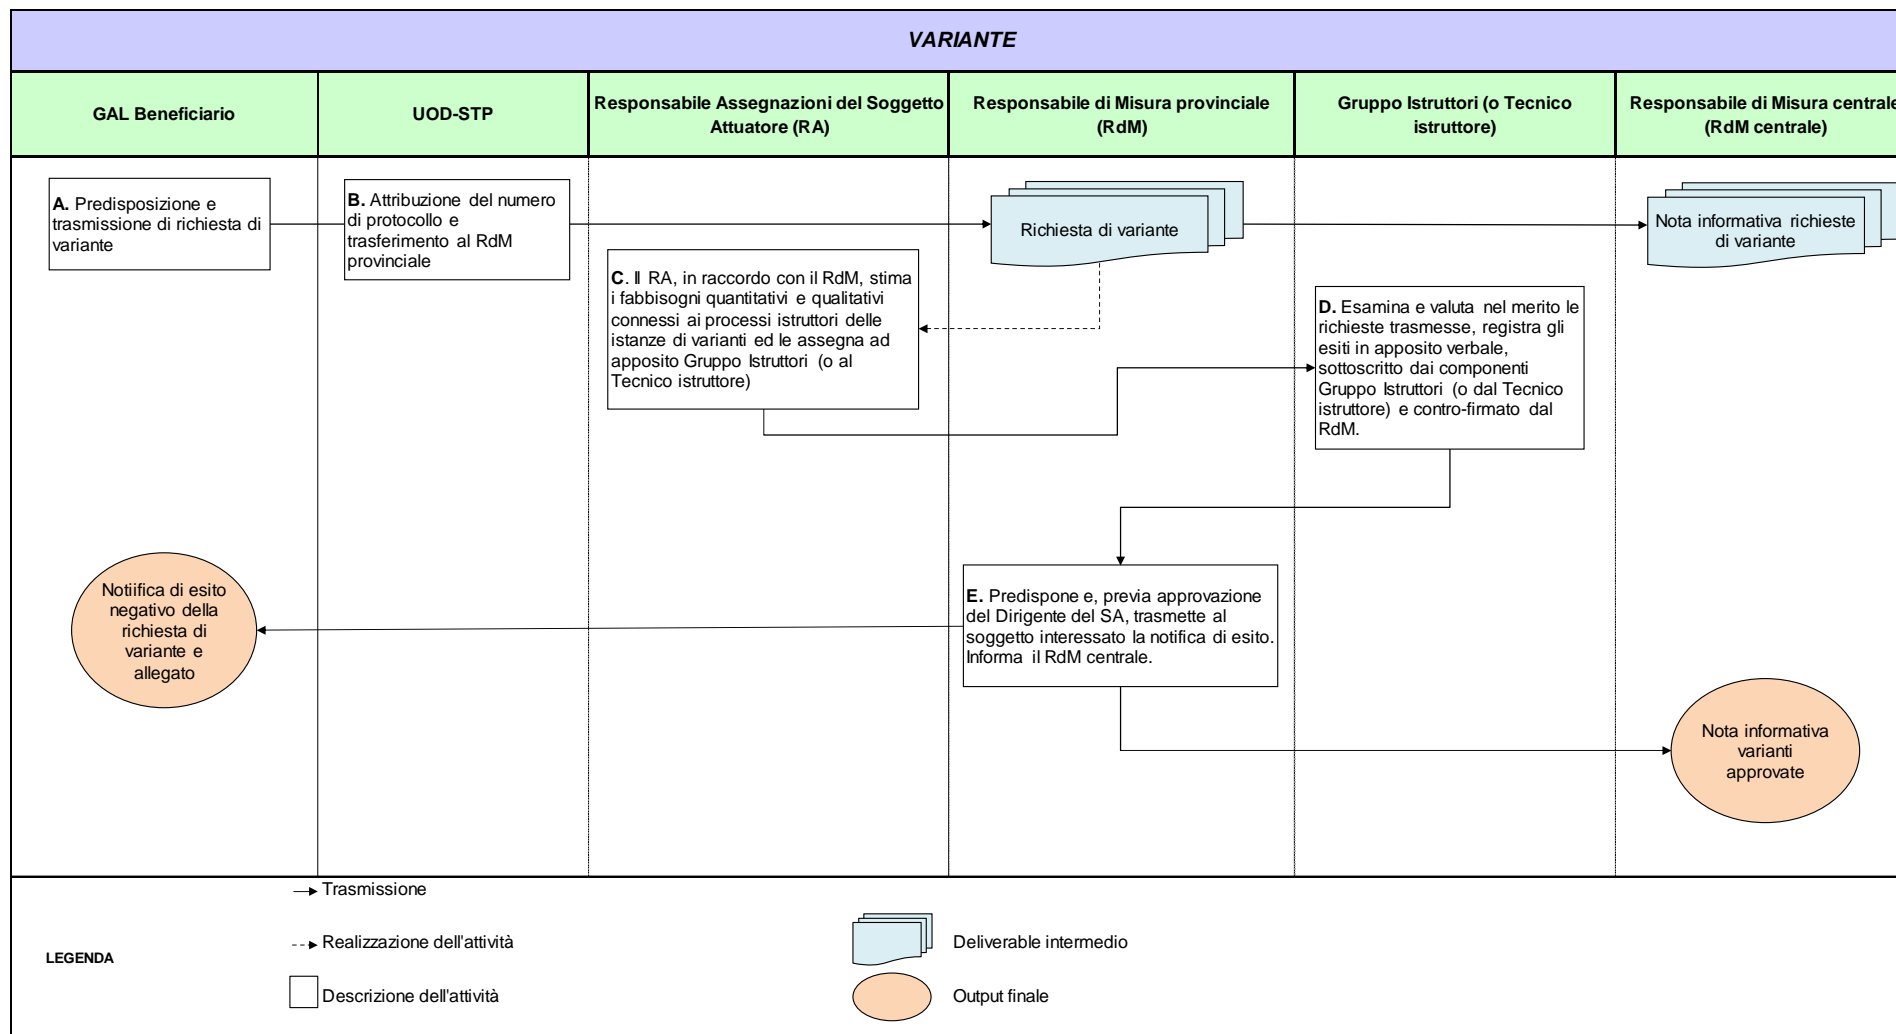 VARIANTE
GAL Beneficiario
UOD-STP
Responsabile Assegnazioni del Soggetto
Attuatore (RA)
Responsabile di Misura provinciale
(RdM)
Gruppo Istruttori (o Tecnico
istruttore)
Responsabile di Misura centrale
(RdM centrale)
A. Predisposizione e
trasmissione di richiesta di
variante
B. Attribuzione del numero
di protocollo e
trasferimento al RdM
provinciale
Richiesta di variante
Nota informativa richieste
di variante
C. Il RA, in raccordo con il RdM, stima
i fabbisogni quantitativi e qualitativi
connessi ai processi istruttori delle
istanze di varianti ed le assegna ad
apposito Gruppo Istruttori (o al
Tecnico istruttore)
D. Esamina e valuta nel merito le
richieste trasmesse, registra gli
esiti in apposito verbale,
sottoscritto dai componenti
Gruppo Istruttori (o dal Tecnico
istruttore) e contro-firmato dal
RdM.
Notiifica di esito
negativo della
richiesta di
variante e
allegato
E. Predispone e, previa approvazione
del Dirigente del SA, trasmette al
soggetto interessato la notifica di esito.
Informa il RdM centrale.
Nota informativa
varianti
approvate
LEGENDA
Trasmissione
Realizzazione dell'attività
Descrizione dell'attività
Deliverable intermedio
Output finale